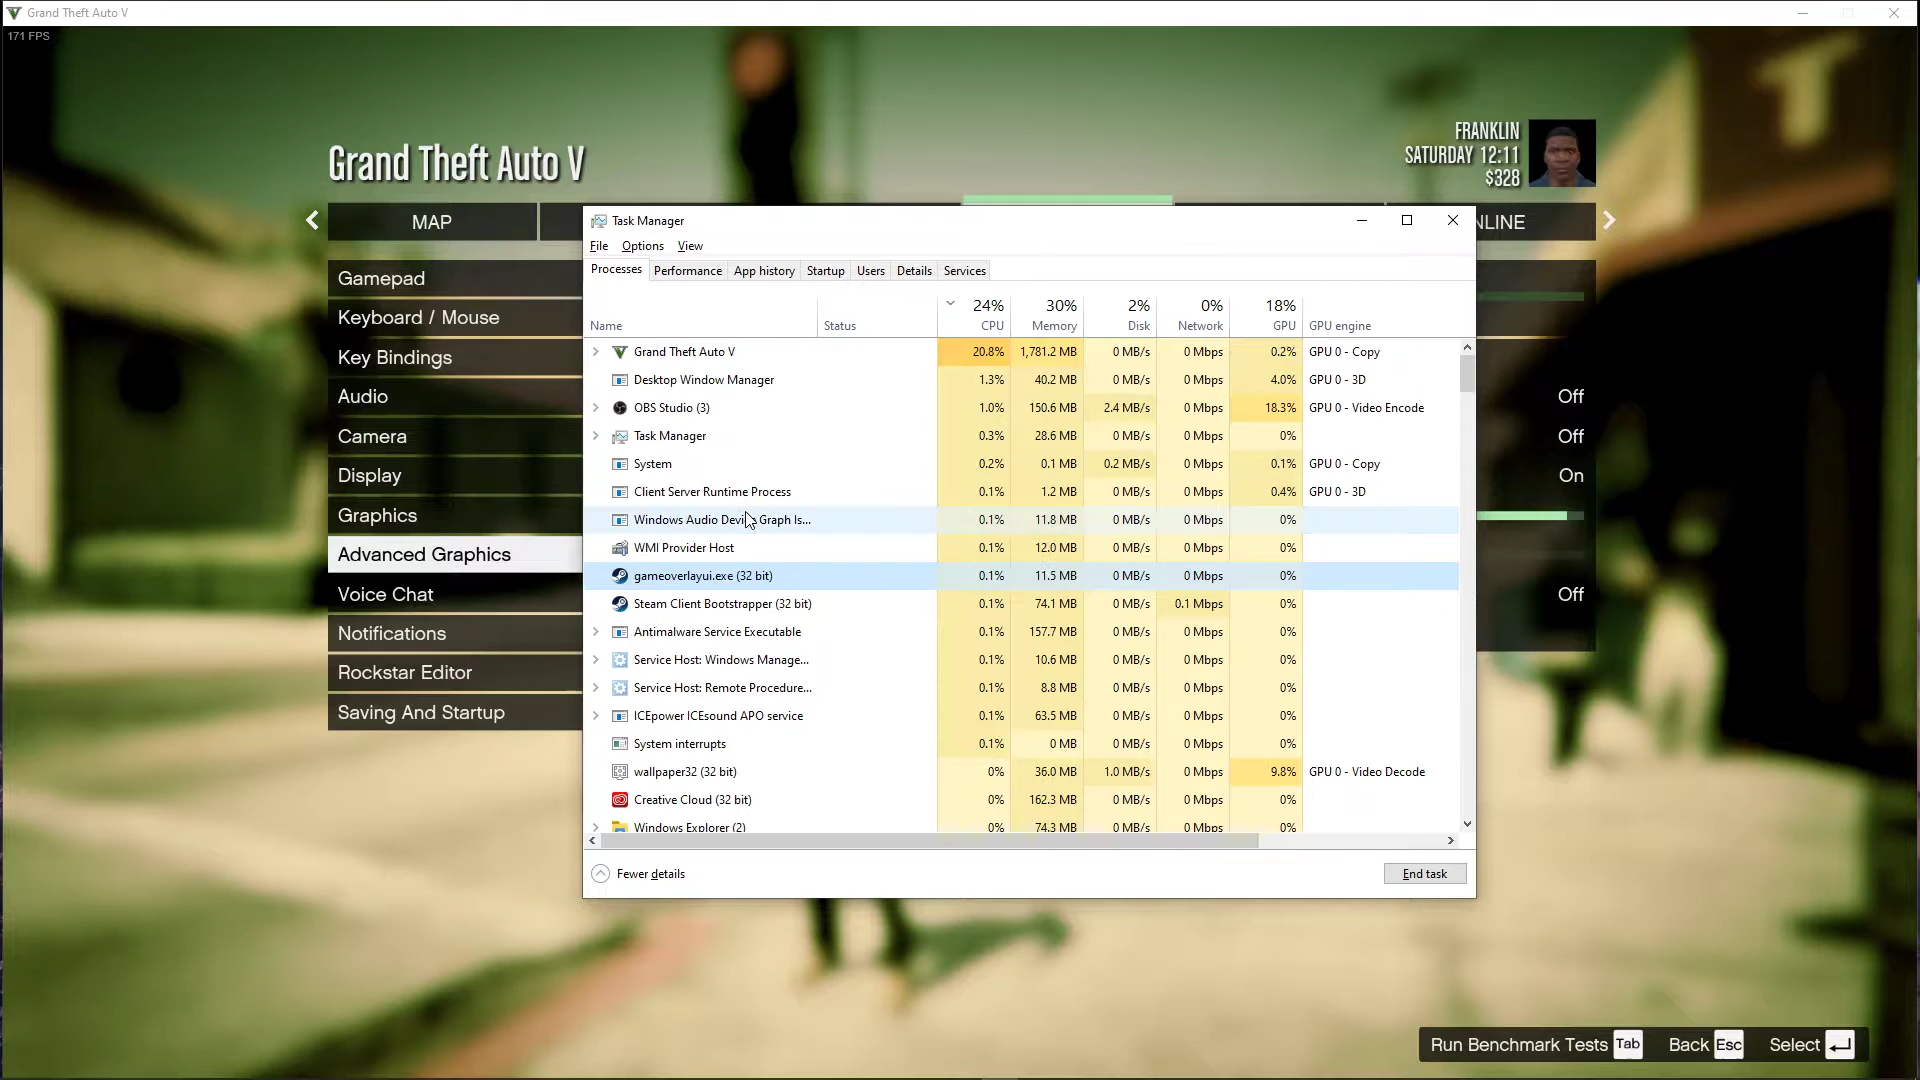 Grand Theft Auto V
171 FPS
Grand Theft Auto V
FRANKLIN
SATURDAY 12:11
$328
MAP
NLINE
Gamepad
Keyboard / Mouse
Key Bindings
Audio
Camera
Display
Graphics
Advanced Graphics
Voice Chat
Notifications
Rockstar Editor
Saving And Startup
Off
Off
On
Off
Task Manager
File Options View
Processes Performance App history Startup Users Details Services
24% 30% 2% 0% 18%
Name Status CPU Memory Disk Network GPU GPU engine
Grand Theft Auto V 20.8% 1,781.2 MB 0 MB/s 0 Mbps 0.2% GPU 0 - Copy
Desktop Window Manager 1.3% 40.2 MB 0 MB/s 0 Mbps 4.0% GPU 0 - 3D
OBS Studio (3) 1.0% 150.6 MB 2.4 MB/s 0 Mbps 18.3% GPU 0 - Video Encode
Task Manager 0.3% 28.6 MB 0 MB/s 0 Mbps 0%
System 0.2% 0.1 MB 0.2 MB/s 0 Mbps 0.1% GPU 0 - Copy
Client Server Runtime Process 0.1% 1.2 MB 0 MB/s 0 Mbps 0.4% GPU 0 - 3D
Windows Audio Device Graph Is... 0.1% 11.8 MB 0 MB/s 0 Mbps 0%
WMI Provider Host 0.1% 12.0 MB 0 MB/s 0 Mbps 0%
gameoverlayui.exe (32 bit) 0.1% 11.5 MB 0 MB/s 0 Mbps 0%
Steam Client Bootstrapper (32 bit) 0.1% 74.1 MB 0 MB/s 0.1 Mbps 0%
Antimalware Service Executable 0.1% 157.7 MB 0 MB/s 0 Mbps 0%
Service Host: Windows Manage... 0.1% 10.6 MB 0 MB/s 0 Mbps 0%
Service Host: Remote Procedure... 0.1% 8.8 MB 0 MB/s 0 Mbps 0%
ICEpower ICEsound APO service 0.1% 63.5 MB 0 MB/s 0 Mbps 0%
System interrupts 0.1% 0 MB 0 MB/s 0 Mbps 0%
wallpaper32 (32 bit) 0% 36.0 MB 1.0 MB/s 0 Mbps 9.8% GPU 0 - Video Decode
Creative Cloud (32 bit) 0% 162.3 MB 0 MB/s 0 Mbps 0%
Windows Explorer (2) 0% 74.3 MB 0 MB/s 0 Mbps 0%
Fewer details End task
Run Benchmark Tests Tab Back Esc Select